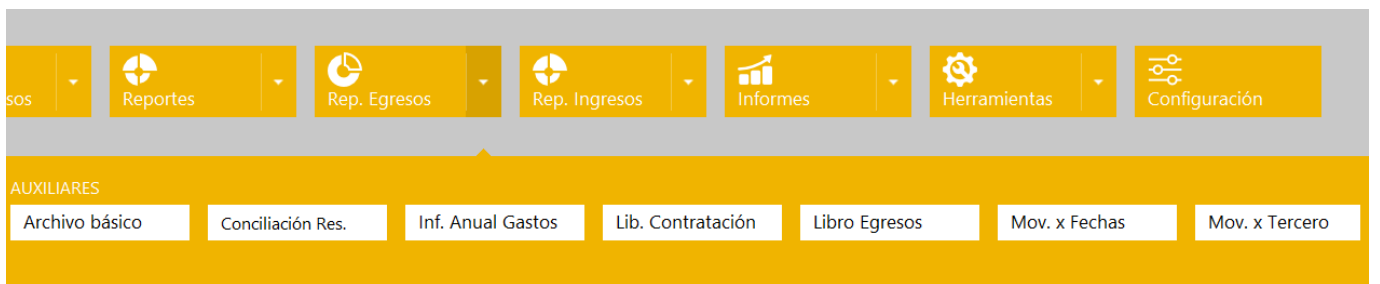 sos
Reportes
Rep. Egresos
Rep. Ingresos
Informes
Herramientas
Configuración
AUXILIARES
Archivo básico
Conciliación Res.
Inf. Anual Gastos
Lib. Contratación
Libro Egresos
Mov. x Fechas
Mov. x Tercero